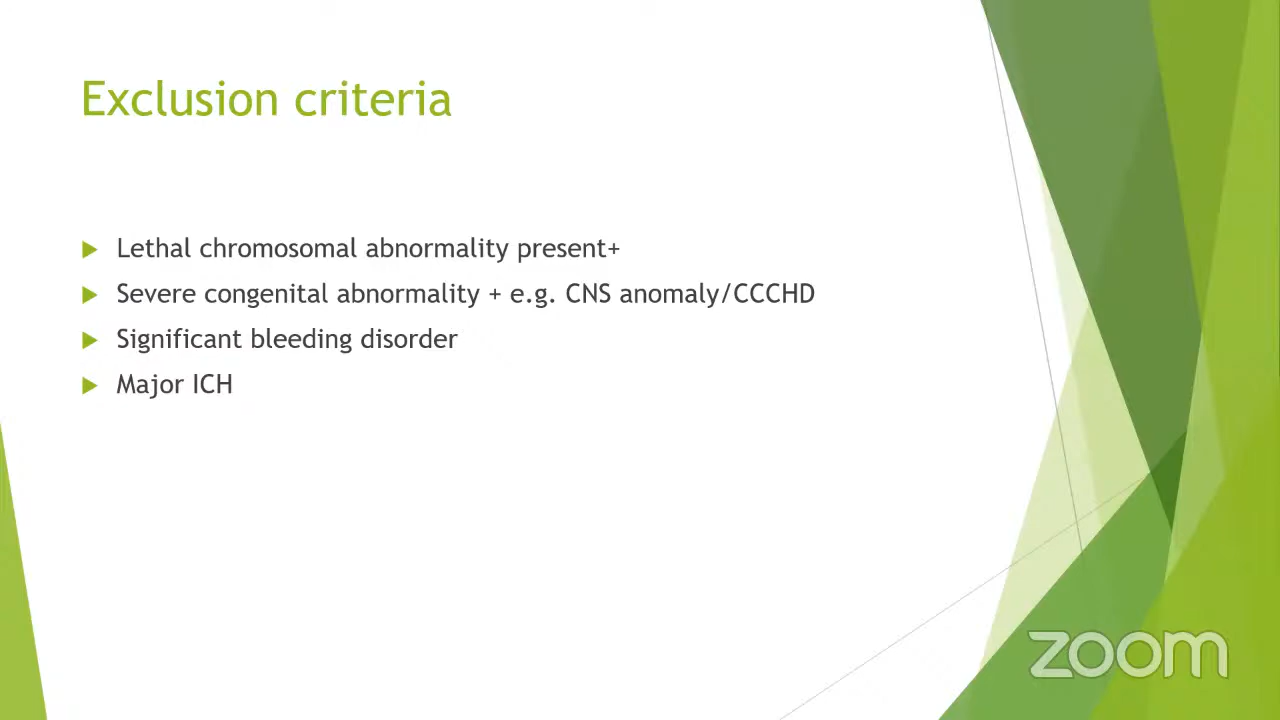 Exclusion criteria
Lethal chromosomal abnormality present+
Severe congenital abnormality + e.g. CNS anomaly/CCCHD
Significant bleeding disorder
Major ICH
zoom